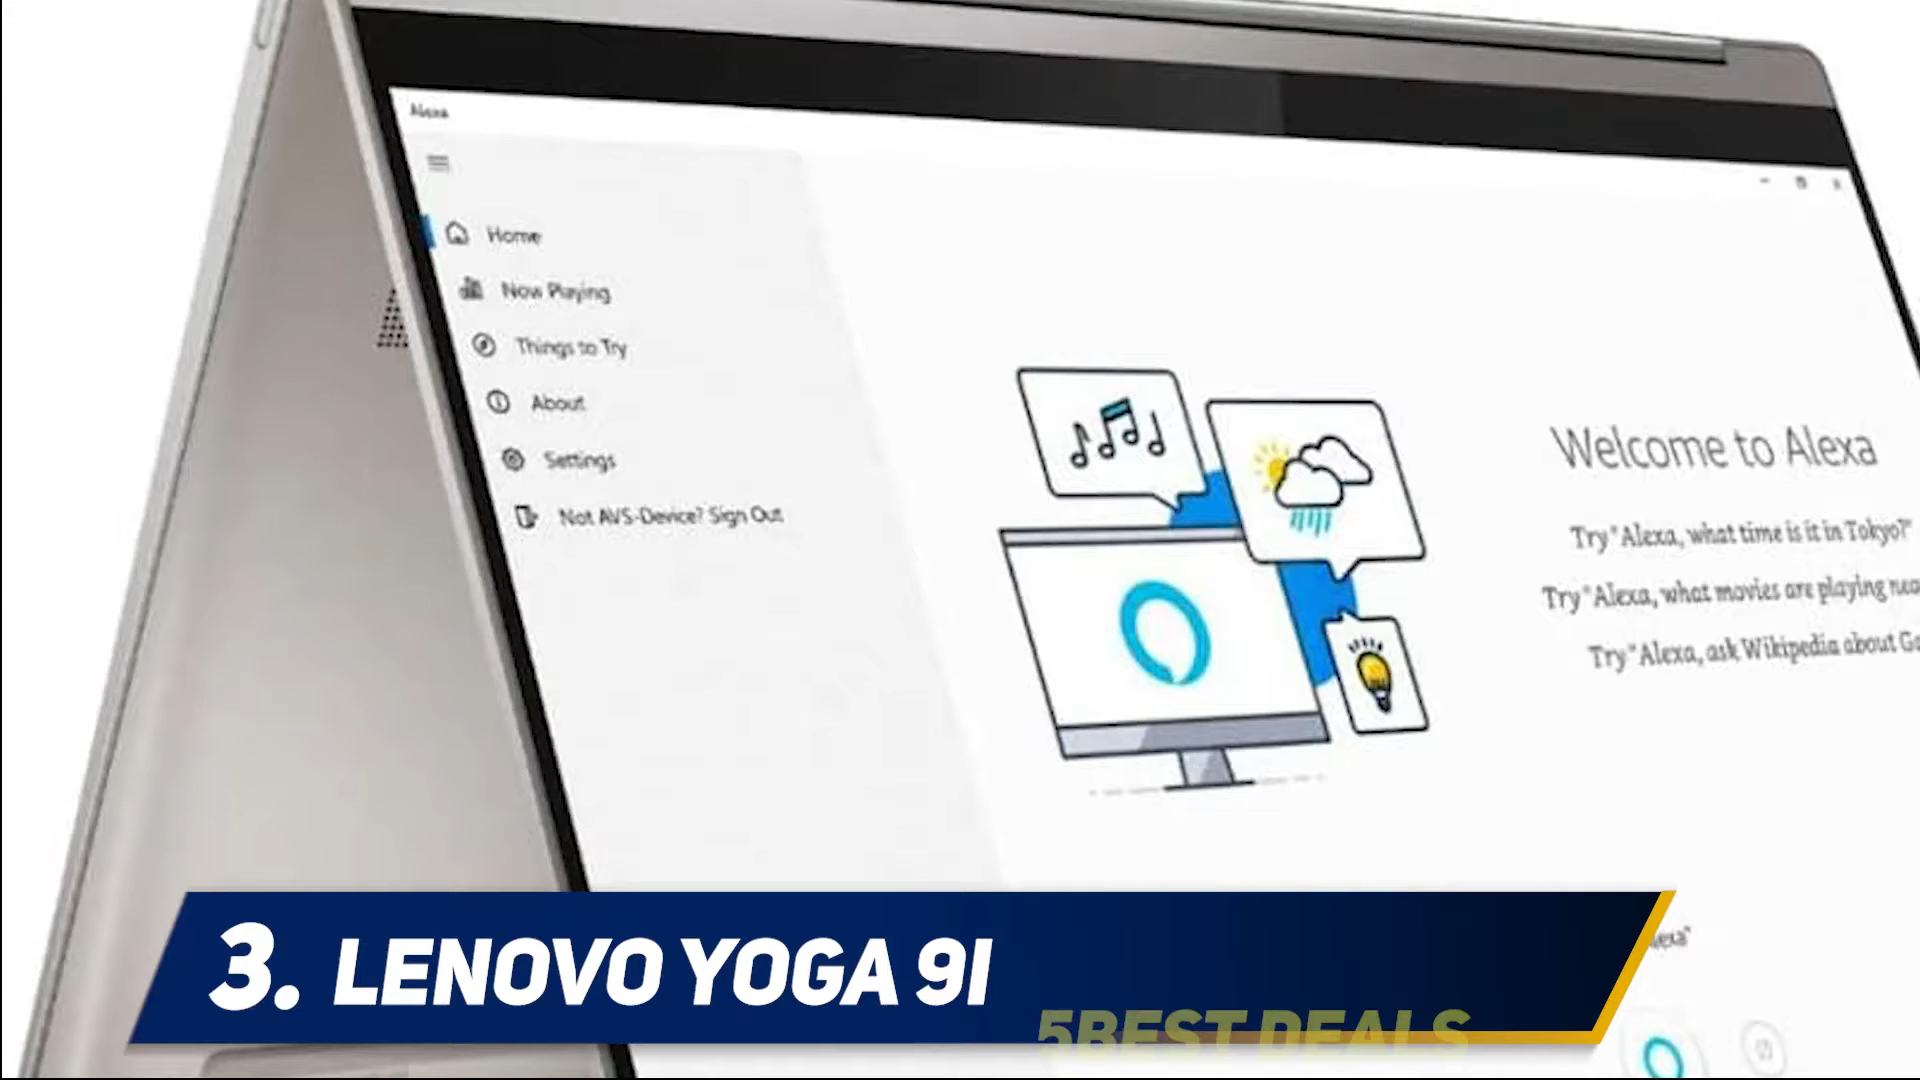 Alexa
Home
Now Playing
Things to Try
About
Settings
Not AVS-Device? Sign Out
Welcome to Alexa
Try "Alexa, what time is it in Tokyo?"
Try "Alexa, what movies are playing
Try "Alexa, ask Wikipedia about
3. LENOVO YOGA 9I
5BEST DEALS